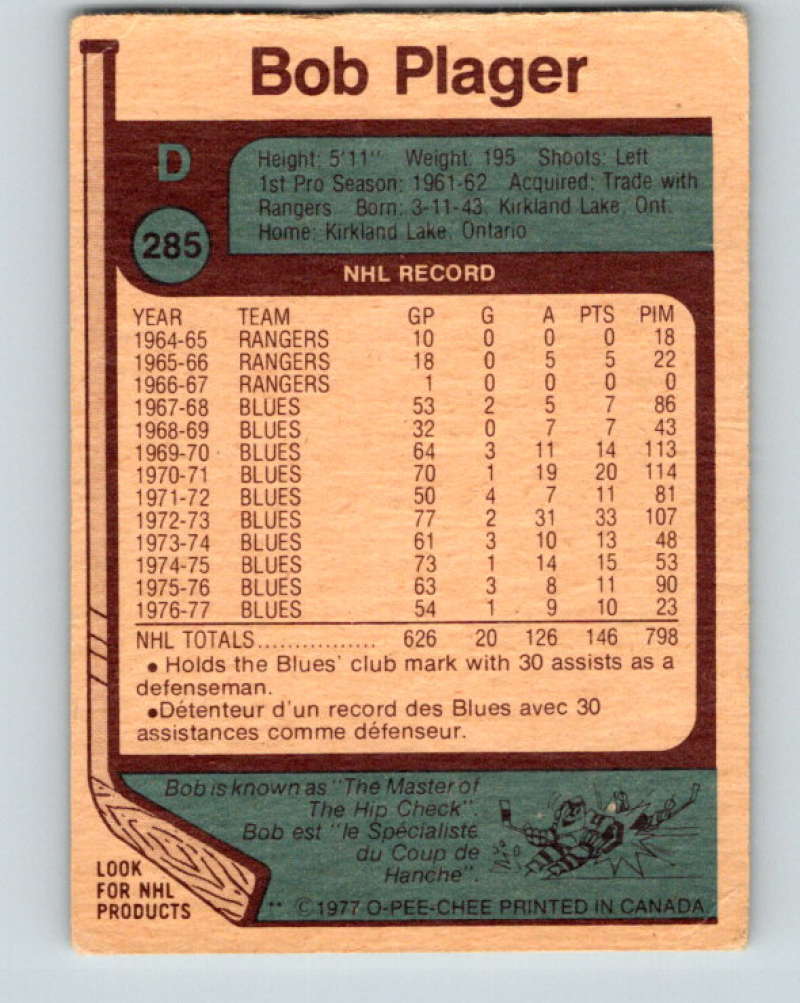 Bob Plager
D
Height: 5'11" Weight: 195 Shoots: Left
1st Pro Season: 1961-62 Acquired: Trade with
Rangers Born: 3-11-43, Kirkland Lake, Ont.
Home: Kirkland Lake, Ontario
285
NHL RECORD
YEAR TEAM GP G A PTS PIM
1964-65 RANGERS 10 0 0 0 18
1965-66 RANGERS 18 0 5 5 22
1966-67 RANGERS 1 0 0 0 0
1967-68 BLUES 53 2 5 7 86
1968-69 BLUES 32 0 7 7 43
1969-70 BLUES 64 3 11 14 113
1970-71 BLUES 70 1 19 20 114
1971-72 BLUES 50 4 7 11 81
1972-73 BLUES 77 2 31 33 107
1973-74 BLUES 61 3 10 13 48
1974-75 BLUES 73 1 14 15 53
1975-76 BLUES 63 3 8 11 90
1976-77 BLUES 54 1 9 10 23
NHL TOTALS................ 626 20 126 146 798
• Holds the Blues' club mark with 30 assists as a
defenseman.
•Détenteur d'un record des Blues avec 30
assistances comme défenseur.
Bob is known as "The Master of
The Hip Check".
Bob est "le Spécialiste
du Coup de
Hanche".
LOOK
FOR NHL
PRODUCTS
** ©1977 O-PEE-CHEE PRINTED IN CANADA